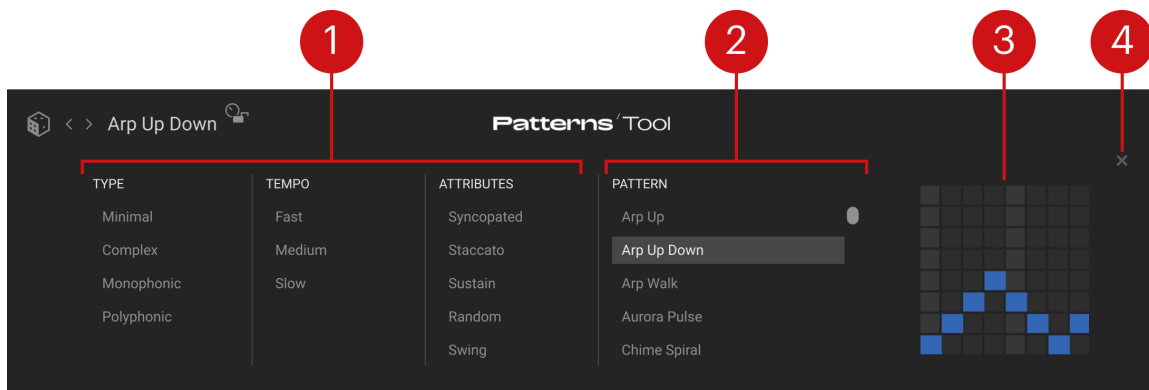 1
2
3
4
< > Arp Up Down
Patterns/Tool
×
TYPE
Minimal
Complex
Monophonic
Polyphonic
TEMPO
Fast
Medium
Slow
ATTRIBUTES
Syncopated
Staccato
Sustain
Random
Swing
PATTERN
Arp Up
Arp Up Down
Arp Walk
Aurora Pulse
Chime Spiral